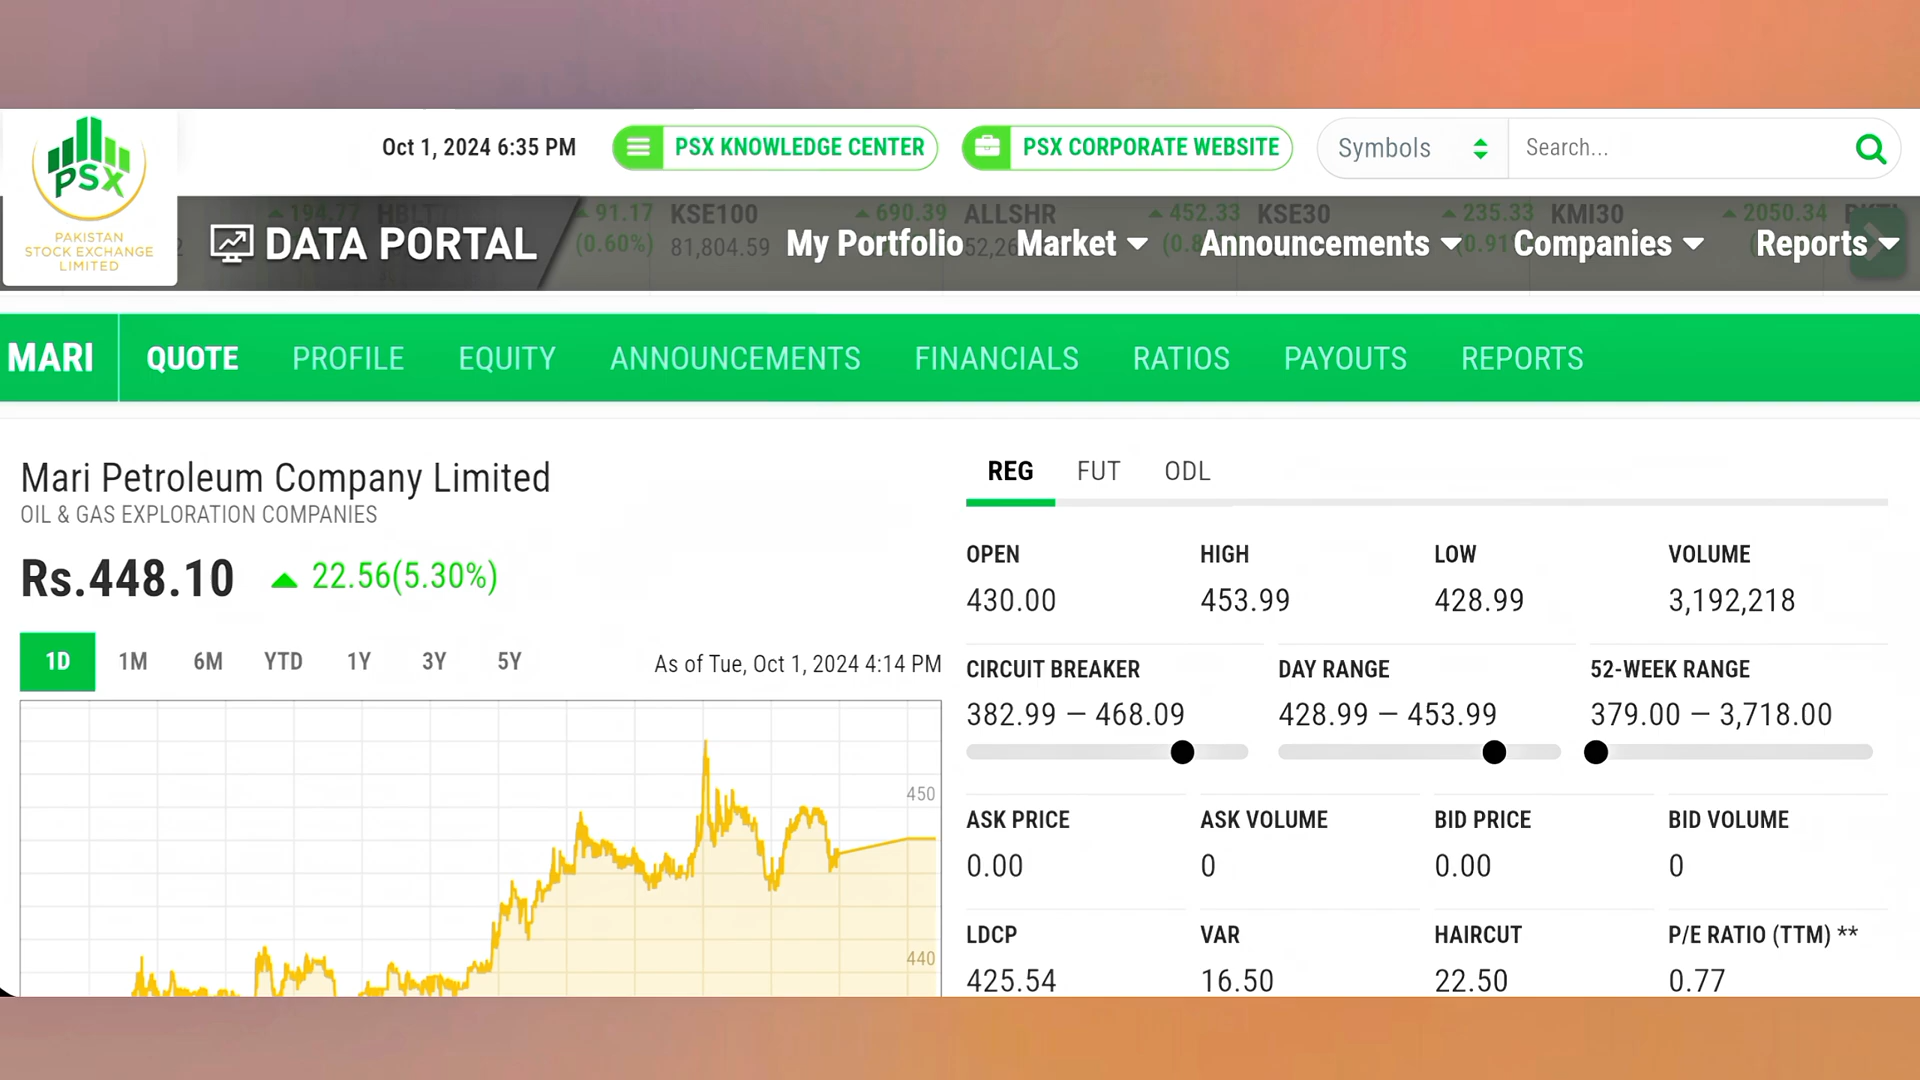 Oct 1, 2024 6:35 PM
PSX KNOWLEDGE CENTER
PSX CORPORATE WEBSITE
Symbols
Search...
PSX
PAKISTAN
STOCK EXCHANGE
LIMITED
DATA PORTAL
194.77 HBLT
91.17 KSE100
690.39 ALLSHR
452.33 KSE30
235.33 KMI30
2050.34
(0.60%) 81,804.59
My Portfolio Market Announcements Companies Reports
MARI QUOTE PROFILE EQUITY ANNOUNCEMENTS FINANCIALS RATIOS PAYOUTS REPORTS
Mari Petroleum Company Limited
OIL & GAS EXPLORATION COMPANIES
Rs.448.10 22.56(5.30%)
1D 1M 6M YTD 1Y 3Y 5Y
As of Tue, Oct 1, 2024 4:14 PM
450
440
REG FUT ODL
OPEN HIGH LOW VOLUME
430.00 453.99 428.99 3,192,218
CIRCUIT BREAKER DAY RANGE 52-WEEK RANGE
382.99 — 468.09 428.99 — 453.99 379.00 — 3,718.00
ASK PRICE ASK VOLUME BID PRICE BID VOLUME
0.00 0 0.00 0
LDCP VAR HAIRCUT P/E RATIO (TTM) **
425.54 16.50 22.50 0.77